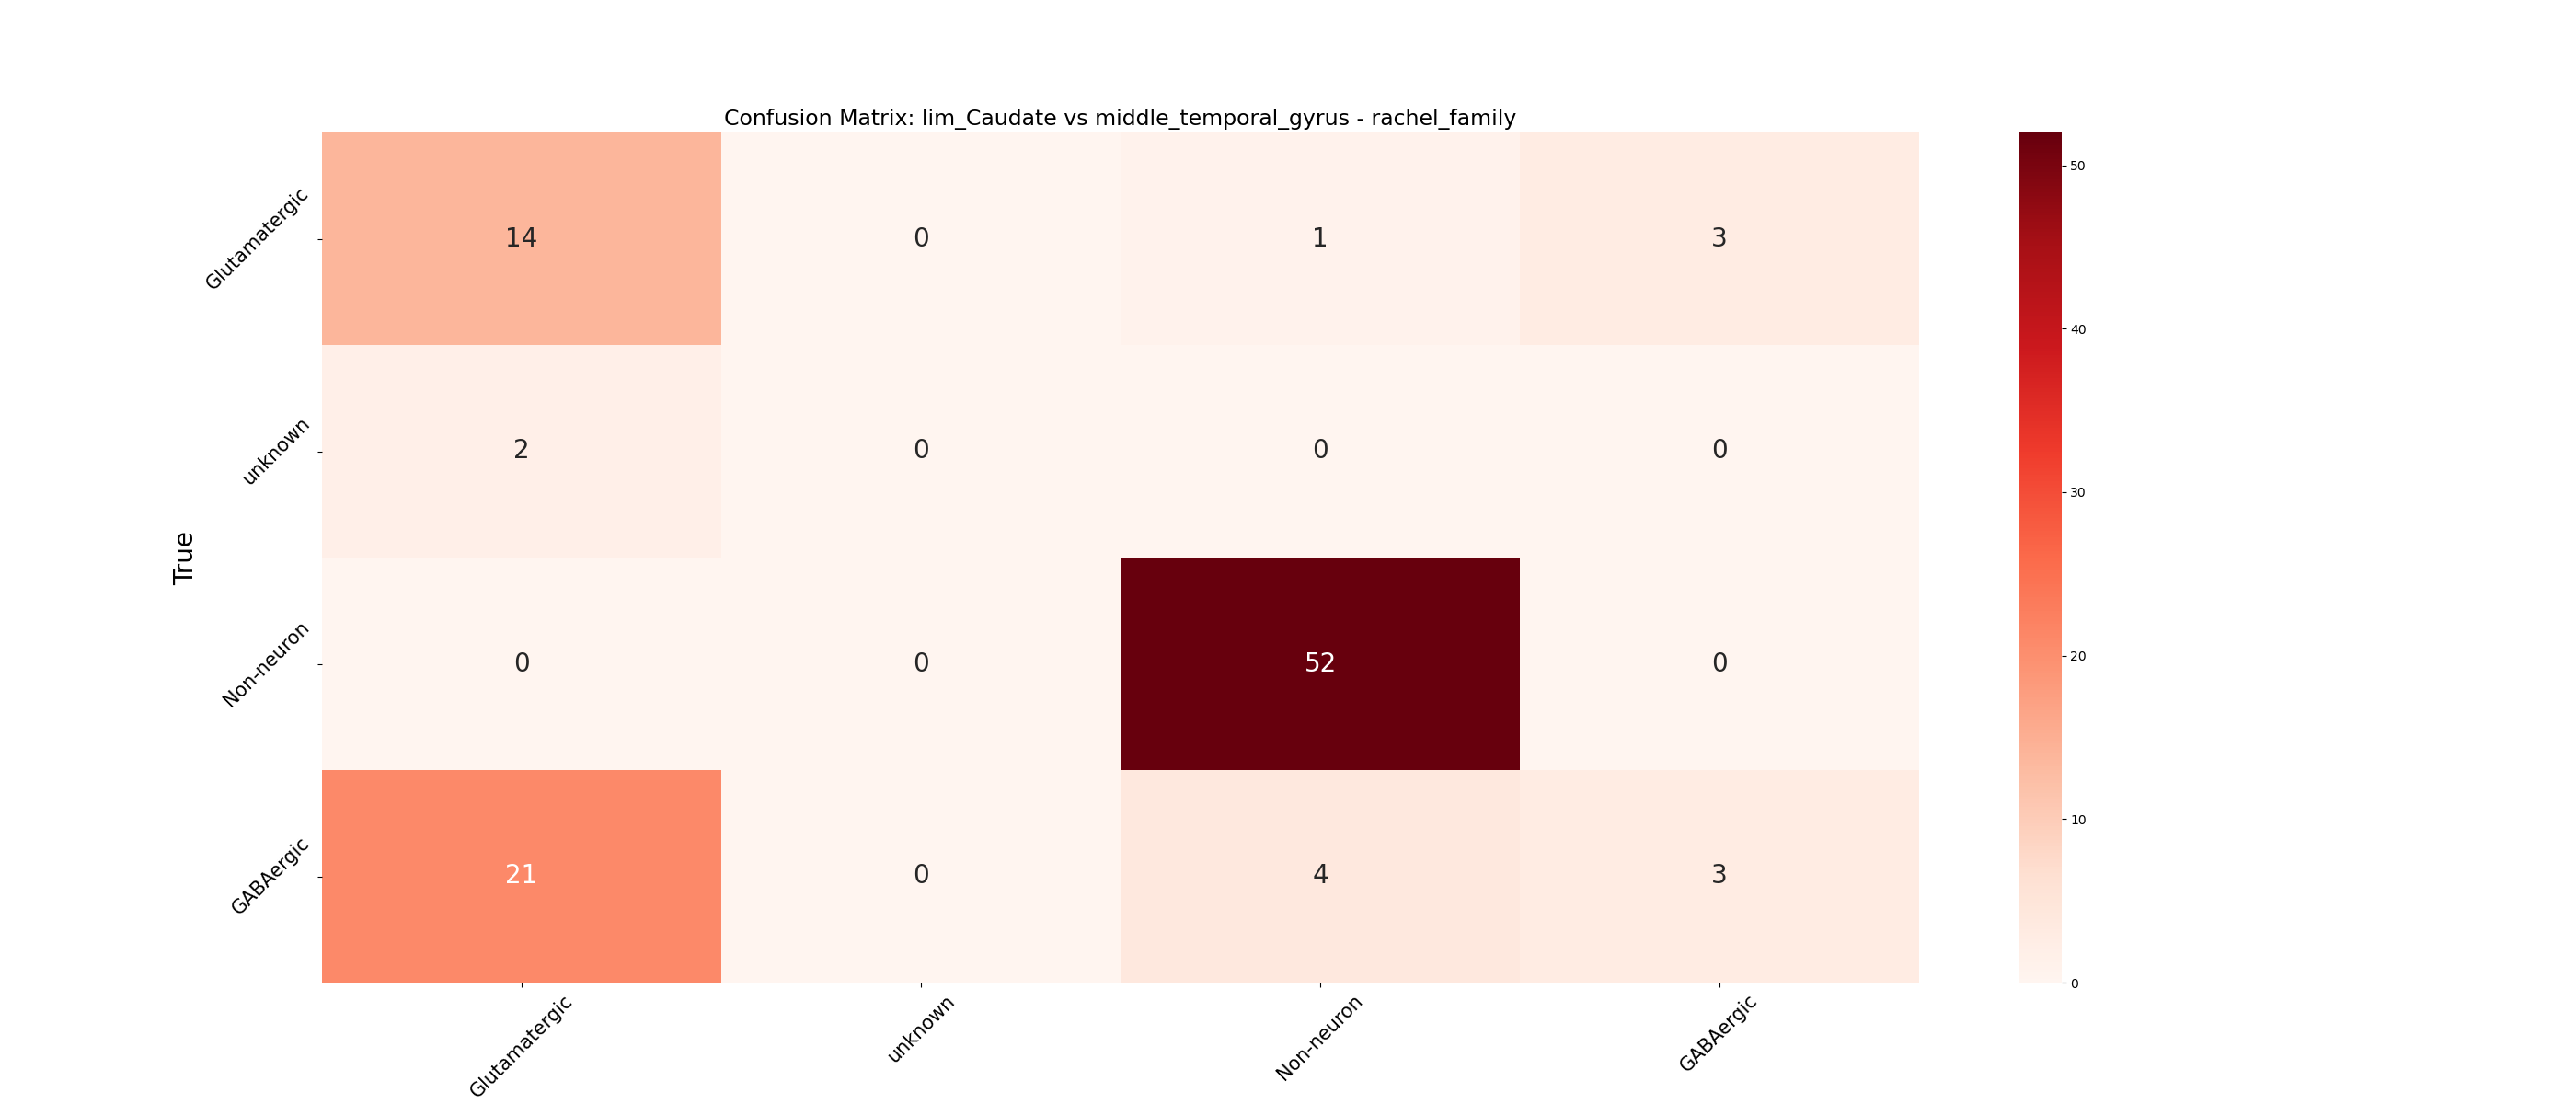 Confusion Matrix: lim_Caudate vs middle_temporal_gyrus - rachel_family
True
Glutamatergic
14 0 1 3
unknown
2 0 0 0
Non-neuron
0 0 52 0
GABAergic
21 0 4 3
Glutamatergic unknown Non-neuron GABAergic
50
40
30
20
10
0